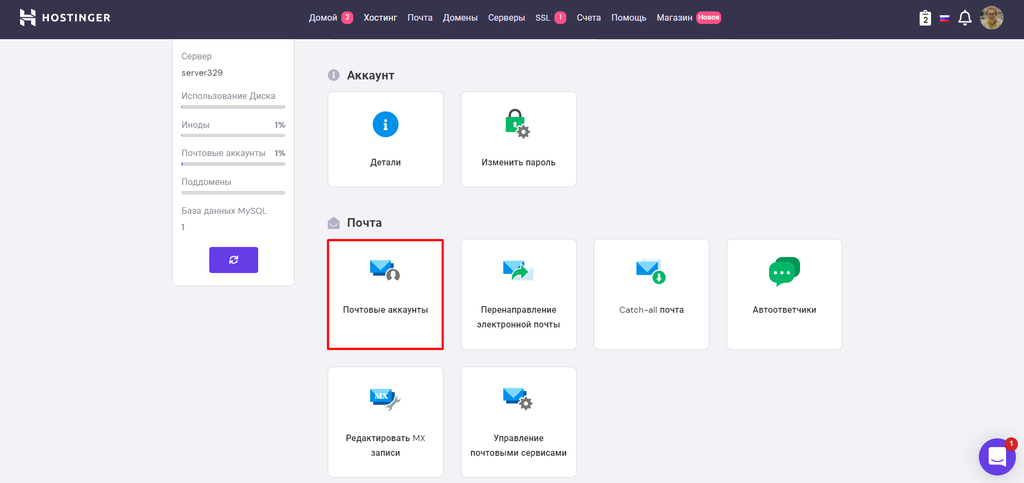 HOSTINGER
Домой 2 Хостинг Почта Домены Серверы SSL 1 Счета Помощь Магазин Новое
2
Сервер
server329
Использование Диска
Иноды 1%
Почтовые аккаунты 1%
Поддомены
База данных MySQL
1
Аккаунт
Детали
Изменить пароль
Почта
Почтовые аккаунты
Перенаправление
электронной почты
Catch-all почта
Автоответчики
MX
Редактировать MX
записи
Управление
почтовыми сервисами
1